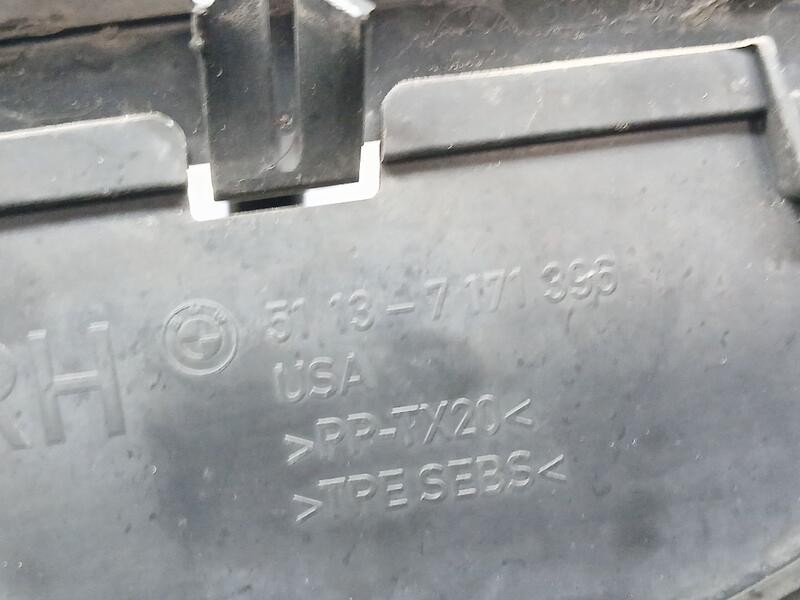 RH
51 13-7 171 396
USA
>PP-TX20<
>TPE SEBS<